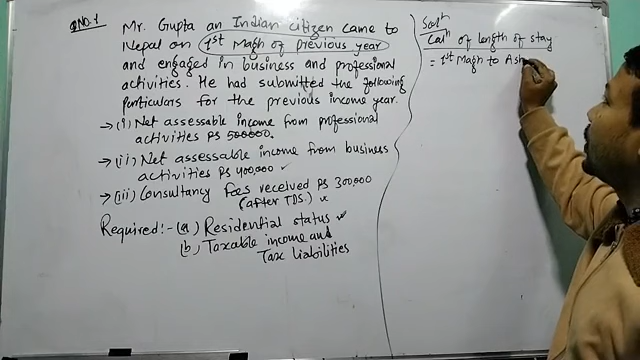 QNO.1 Mr. Gupta an Indian citizen came to
Nepal on 1st Magh of previous year
and engaged in business and professional
activities. He had submitted the following
particulars for the previous income year.
→ (i) Net assessable income from professional
activities Rs 500000.
→ (ii) Net assessable income from business
activities Rs 400,000
→ (iii) Consultancy Fees received Rs 300000
(after TDS.)
Required:- (a) Residential status
(b) Taxable income and
Tax liabilities
Solⁿ
Calⁿ of length of stay
= 1st Magh to Ash